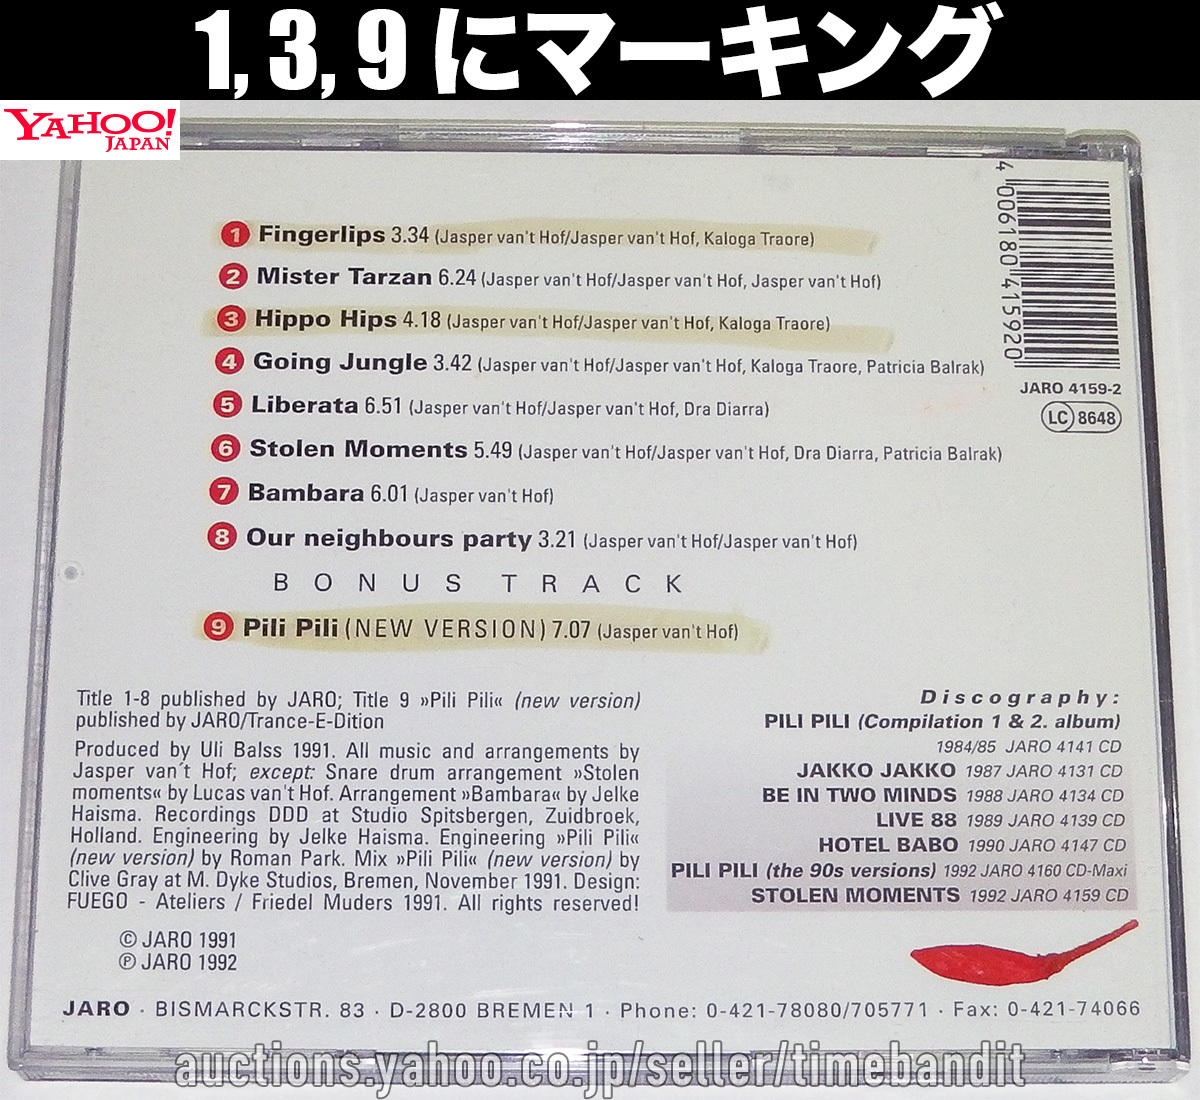 1, 3, 9 にマーキング
YAHOO!
JAPAN
1 Fingerlips 3.34 (Jasper van't Hof/Jasper van't Hof, Kaloga Traore)
2 Mister Tarzan 6.24 (Jasper van't Hof/Jasper van't Hof, Jasper van't Hof)
3 Hippo Hips 4.18 (Jasper van't Hof/Jasper van't Hof, Kaloga Traore)
4 Going Jungle 3.42 (Jasper van't Hof/Jasper van't Hof, Kaloga Traore, Patricia Balrak)
5 Liberata 6.51 (Jasper van't Hof/Jasper van't Hof, Dra Diarra)
6 Stolen Moments 5.49 (Jasper van't Hof/Jasper van't Hof, Dra Diarra, Patricia Balrak)
7 Bambara 6.01 (Jasper van't Hof)
8 Our neighbours party 3.21 (Jasper van't Hof/Jasper van't Hof)
BONUS TRACK
9 Pili Pili (NEW VERSION) 7.07 (Jasper van't Hof)
4 006180 415920
JARO 4159-2
LC 8648
Title 1-8 published by JARO; Title 9 »Pili Pili« (new version)
published by JARO/Trance-E-Dition
Produced by Uli Balss 1991. All music and arrangements by
Jasper van't Hof; except: Snare drum arrangement »Stolen
moments« by Lucas van't Hof. Arrangement »Bambara« by Jelke
Haisma. Recordings DDD at Studio Spitsbergen, Zuidbroek,
Holland. Engineering by Jelke Haisma. Engineering »Pili Pili«
(new version) by Roman Park. Mix »Pili Pili« (new version) by
Clive Gray at M. Dyke Studios, Bremen, November 1991. Design:
FUEGO - Ateliers / Friedel Muders 1991. All rights reserved!
© JARO 1991
℗ JARO 1992
Discography:
PILI PILI (Compilation 1 & 2. album)
1984/85 JARO 4141 CD
JAKKO JAKKO 1987 JARO 4131 CD
BE IN TWO MINDS 1988 JARO 4134 CD
LIVE 88 1989 JARO 4139 CD
HOTEL BABO 1990 JARO 4147 CD
PILI PILI (the 90s versions) 1992 JARO 4160 CD-Maxi
STOLEN MOMENTS 1992 JARO 4159 CD
JARO · BISMARCKSTR. 83 · D-2800 BREMEN 1 · Phone: 0-421-78080/705771 · Fax: 0-421-74066
auctions.yahoo.co.jp/seller/timebandit